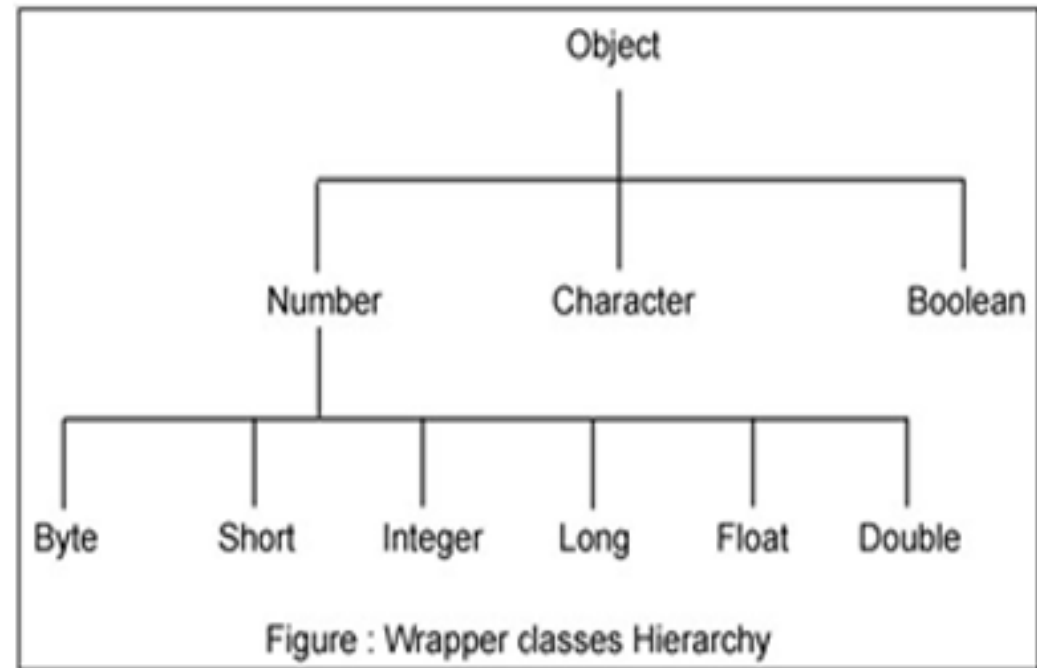 Object
Number Character Boolean
Byte Short Integer Long Float Double
Figure : Wrapper classes Hierarchy